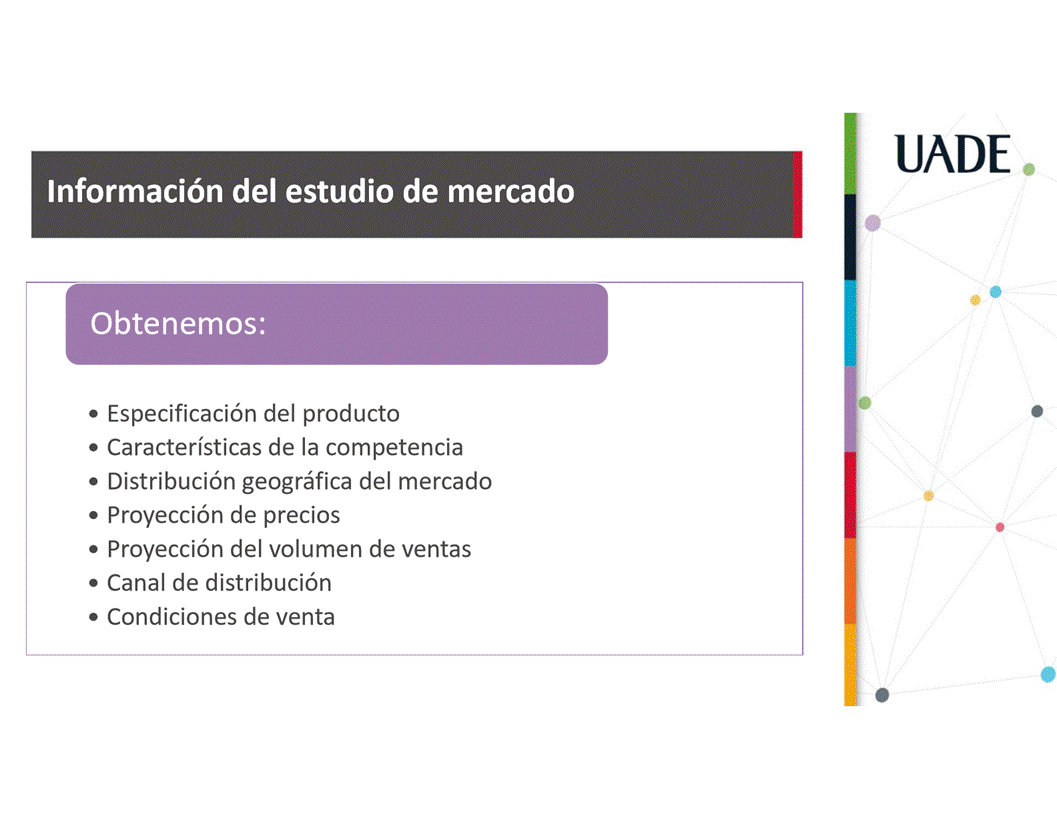 UADE
Información del estudio de mercado
Obtenemos:
• Especificación del producto
• Características de la competencia
• Distribución geográfica del mercado
• Proyección de precios
• Proyección del volumen de ventas
• Canal de distribución
• Condiciones de venta